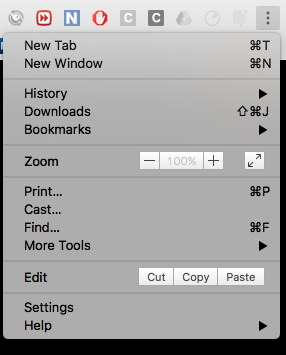 N C C
New Tab ⌘T
New Window ⌘N
History ▶
Downloads ⇧⌘J
Bookmarks ▶
Zoom — 100% +
Print... ⌘P
Cast...
Find... ⌘F
More Tools ▶
Edit Cut Copy Paste
Settings
Help ▶